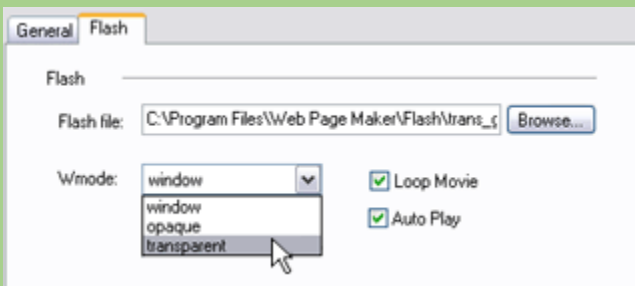 General Flash
Flash
Flash file: C:\Program Files\Web Page Maker\Flash\trans_ Browse...
Wmode: window Loop Movie
window
opaque Auto Play
transparent